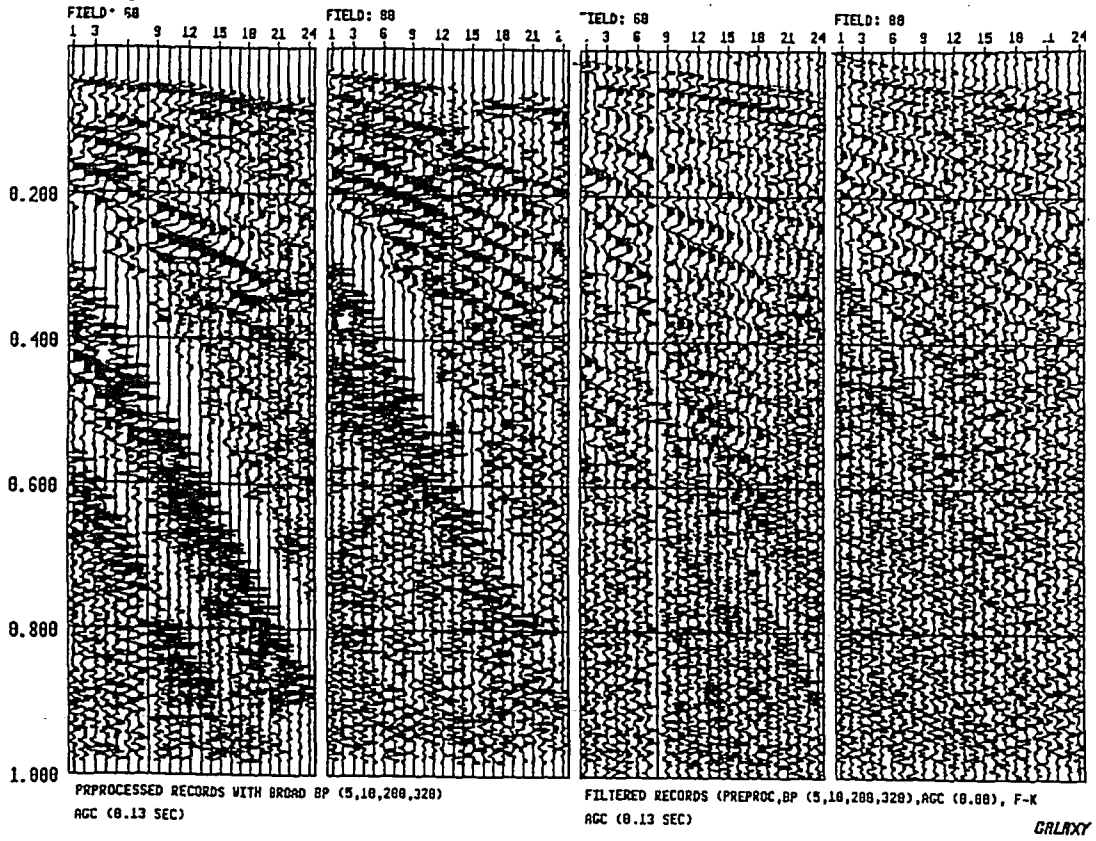 FIELD: 68
FIELD: 88
TIELD: 68
FIELD: 88
1 3 9 12 15 18 21 24
1 3 6 9 12 15 18 21 2
3 6 9 12 15 18 21 24
1 3 6 9 12 15 18 -1 24
0.200
0.400
0.600
0.800
1.000
PRPROCESSED RECORDS WITH BROAD BP (5,10,200,320)
AGC (0.13 SEC)
FILTERED RECORDS (PREPROC,BP (5,10,200,320),AGC (0.08), F-K
AGC (0.13 SEC)
GALAXY